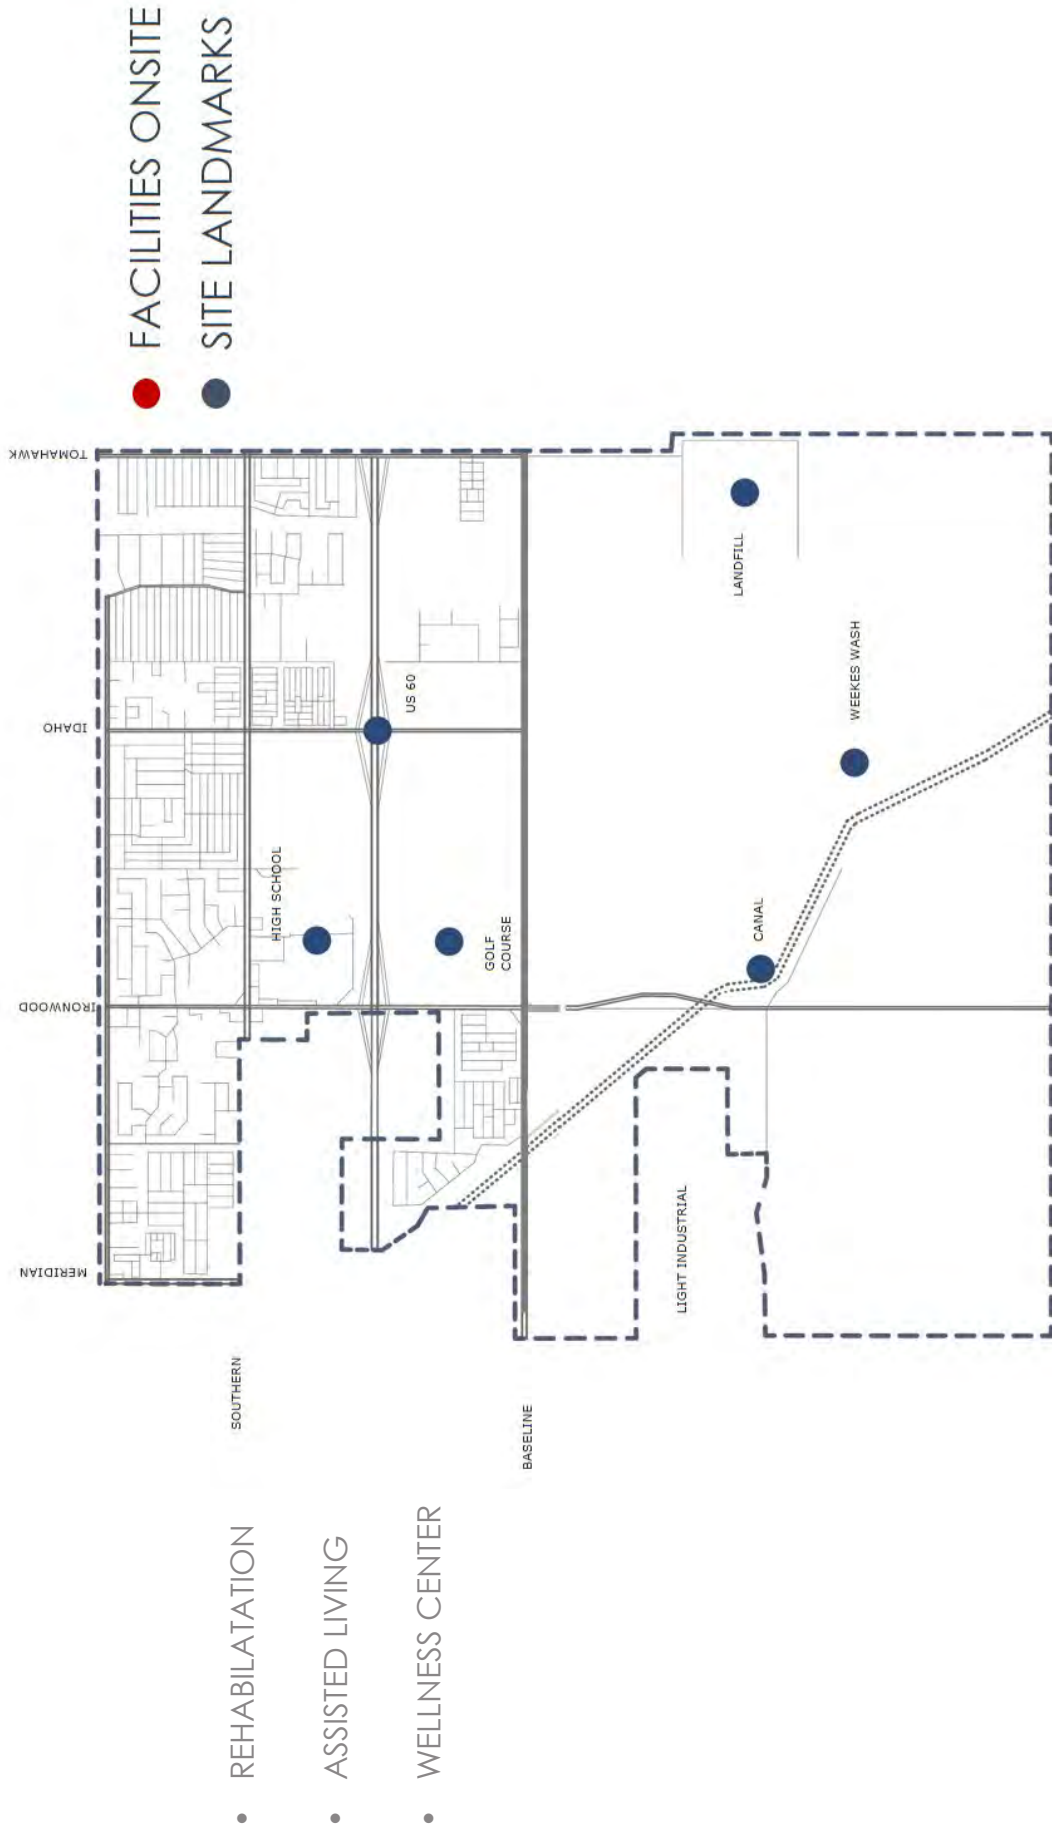 • REHABILATATION
• ASSISTED LIVING
• WELLNESS CENTER
FACILITIES ONSITE
SITE LANDMARKS
MERIDIAN
IRONWOOD
IDAHO
TOMAHAWK
SOUTHERN
HIGH SCHOOL
US 60
GOLF
COURSE
BASELINE
LIGHT INDUSTRIAL
CANAL
LANDFILL
WEEKES WASH